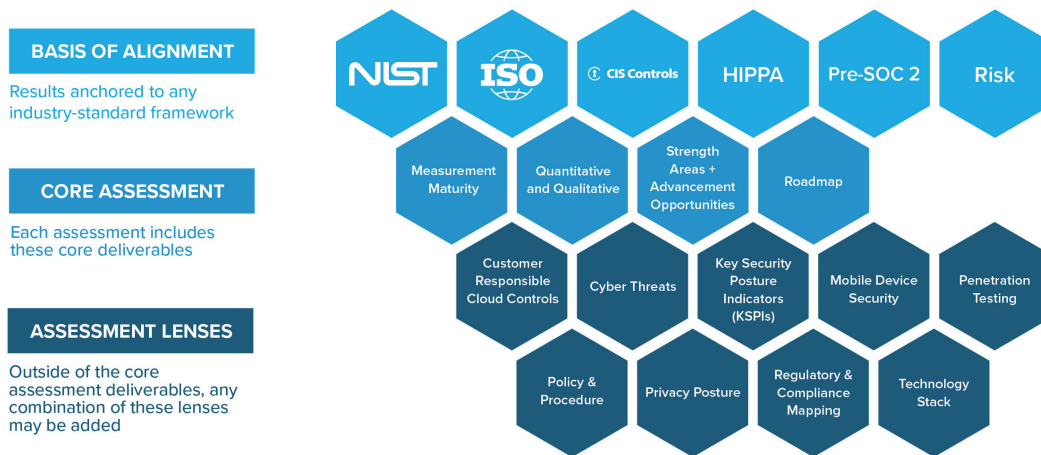 BASIS OF ALIGNMENT
Results anchored to any
industry-standard framework
NIST
ISO
CIS Controls
HIPPA
Pre-SOC 2
Risk
CORE ASSESSMENT
Each assessment includes
these core deliverables
Measurement
Maturity
Quantitative
and Qualitative
Strength
Areas +
Advancement
Opportunities
Roadmap
ASSESSMENT LENSES
Outside of the core
assessment deliverables, any
combination of these lenses
may be added
Customer
Responsible
Cloud Controls
Cyber Threats
Key Security
Posture
Indicators
(KSPIs)
Mobile Device
Security
Penetration
Testing
Policy &
Procedure
Privacy Posture
Regulatory &
Compliance
Mapping
Technology
Stack